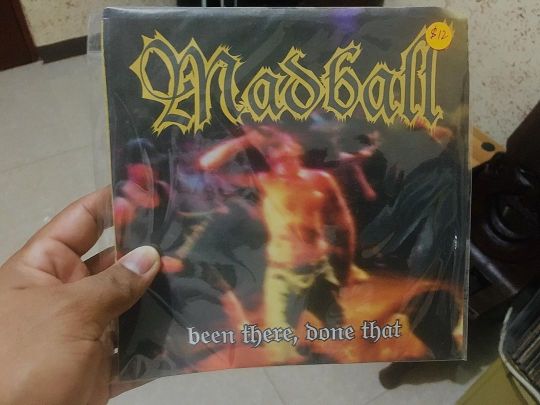 Madball
$12
been there, done that